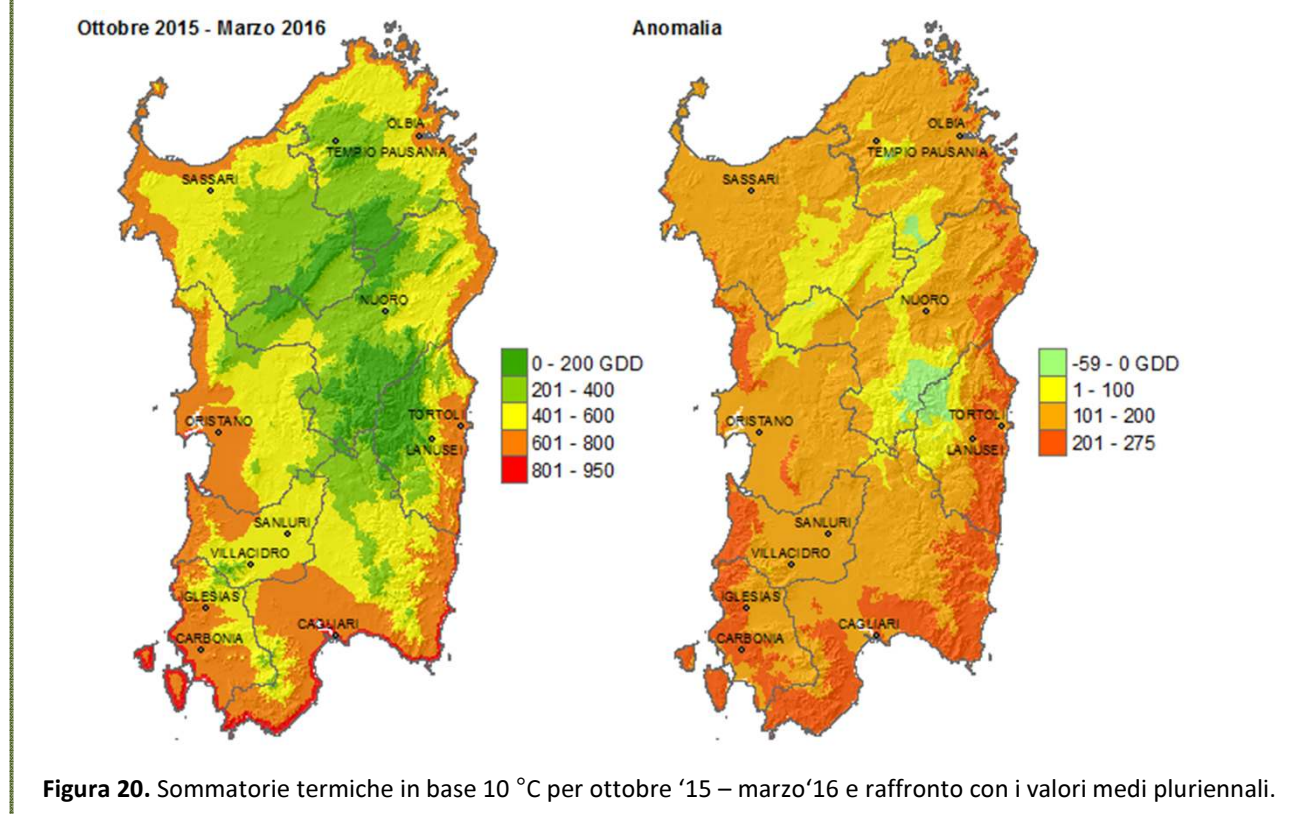 Ottobre 2015 - Marzo 2016
OLBIA
TEMPIO PAUSANIA
SASSARI
NUORO
0 - 200 GDD
201 - 400
401 - 600
601 - 800
801 - 950
ORISTANO
TORTOLI
LANUSEI
SANLURI
VILLACIDRO
IGLESIAS
CAGLIARI
CARBONIA
Anomalia
OLBIA
TEMPIO PAUSANIA
SASSARI
NUORO
-59 - 0 GDD
1 - 100
101 - 200
201 - 275
ORISTANO
TORTOLI
LANUSEI
SANLURI
VILLACIDRO
IGLESIAS
CAGLIARI
CARBONIA
Figura 20. Sommatorie termiche in base 10 °C per ottobre ‘15 – marzo‘16 e raffronto con i valori medi pluriennali.